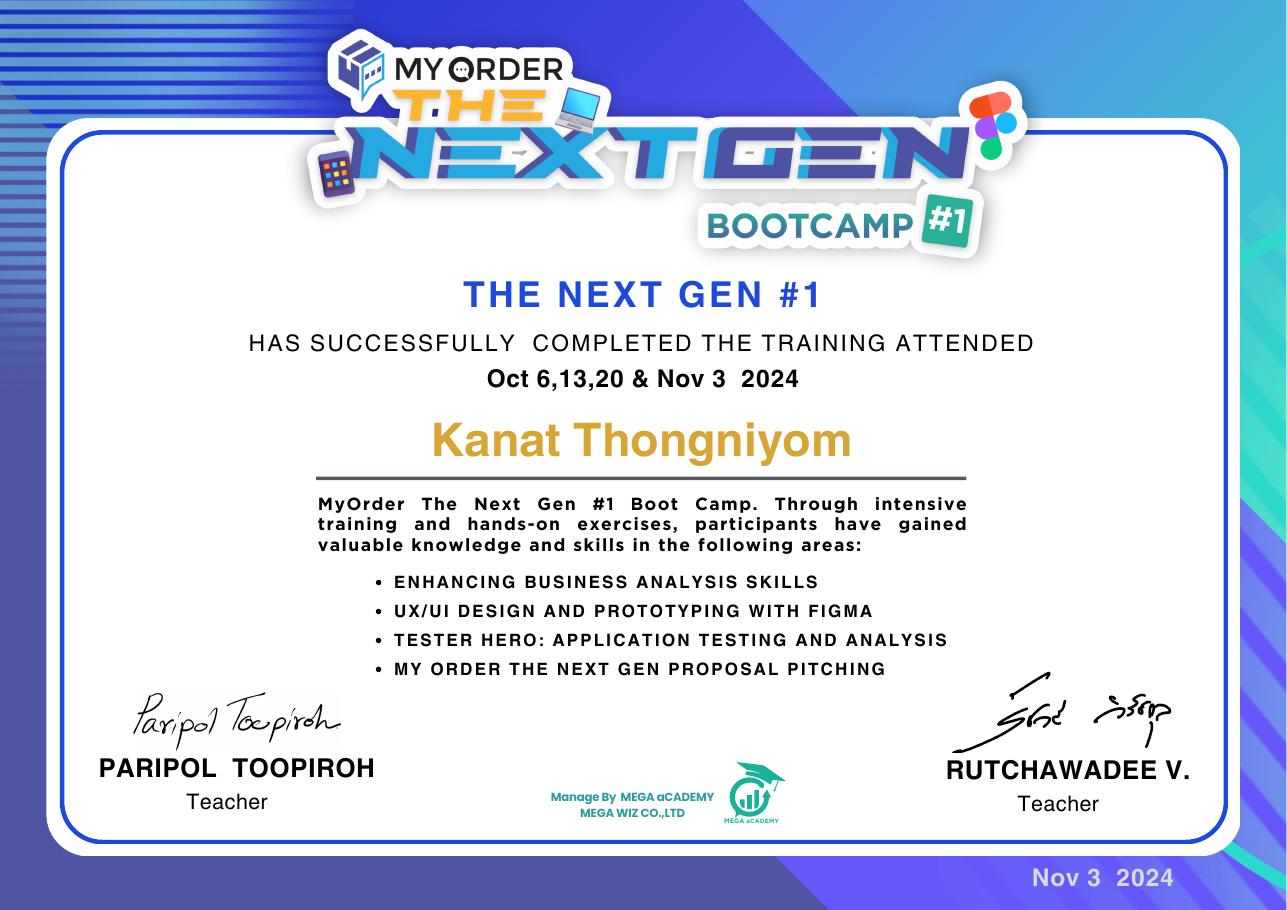 MY ORDER
THE
NEXT GEN
BOOTCAMP #1
THE NEXT GEN #1
HAS SUCCESSFULLY  COMPLETED THE TRAINING ATTENDED
Oct 6,13,20 & Nov 3  2024
Kanat Thongniyom
MyOrder The Next Gen #1 Boot Camp. Through intensive
training and hands-on exercises, participants have gained
valuable knowledge and skills in the following areas:
• ENHANCING BUSINESS ANALYSIS SKILLS
• UX/UI DESIGN AND PROTOTYPING WITH FIGMA
• TESTER HERO: APPLICATION TESTING AND ANALYSIS
• MY ORDER THE NEXT GEN PROPOSAL PITCHING
Paripol Toopiroh
PARIPOL  TOOPIROH
Teacher
Manage By MEGA aCADEMY
MEGA WIZ CO.,LTD
MEGA aCADEMY
RUTCHAWADEE V.
Teacher
Nov 3  2024